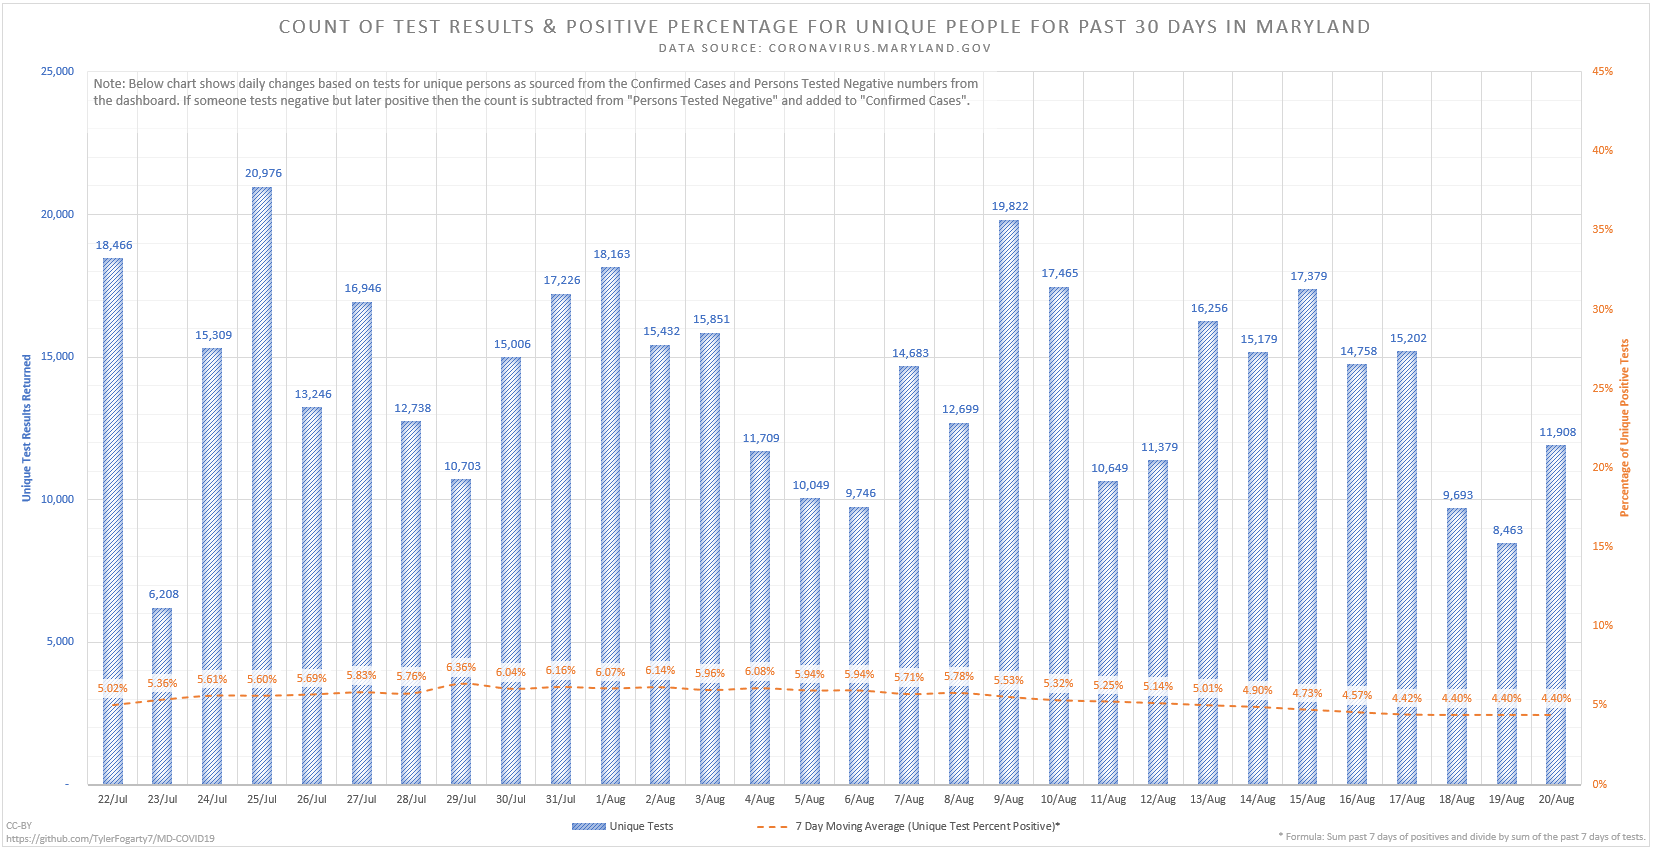 COUNT OF TEST RESULTS & POSITIVE PERCENTAGE FOR UNIQUE PEOPLE FOR PAST 30 DAYS IN MARYLAND
DATA SOURCE: CORONAVIRUS.MARYLAND.GOV
Note: Below chart shows daily changes based on tests for unique persons as sourced from the Confirmed Cases and Persons Tested Negative numbers from
the dashboard. If someone tests negative but later positive then the count is subtracted from "Persons Tested Negative" and added to "Confirmed Cases".
Unique Test Results Returned
25,000
20,000
15,000
10,000
5,000
-
18,466
6,208
15,309
20,976
13,246
16,946
12,738
10,703
15,006
17,226
18,163
15,432
15,851
11,709
10,049
9,746
14,683
12,699
19,822
17,465
10,649
11,379
16,256
15,179
17,379
14,758
15,202
9,693
8,463
11,908
5.02%
5.36%
5.61%
5.60%
5.69%
5.83%
5.76%
6.36%
6.04%
6.16%
6.07%
6.14%
5.96%
6.08%
5.94%
5.94%
5.71%
5.78%
5.53%
5.32%
5.25%
5.14%
5.01%
4.90%
4.73%
4.57%
4.42%
4.40%
4.40%
4.40%
45%
40%
35%
30%
25%
20%
15%
10%
5%
0%
Percentage of Unique Positive Tests
22/Jul
23/Jul
24/Jul
25/Jul
26/Jul
27/Jul
28/Jul
29/Jul
30/Jul
31/Jul
1/Aug
2/Aug
3/Aug
4/Aug
5/Aug
6/Aug
7/Aug
8/Aug
9/Aug
10/Aug
11/Aug
12/Aug
13/Aug
14/Aug
15/Aug
16/Aug
17/Aug
18/Aug
19/Aug
20/Aug
Unique Tests
7 Day Moving Average (Unique Test Percent Positive)*
CC-BY
https://github.com/TylerFogarty7/MD-COVID19
* Formula: Sum past 7 days of positives and divide by sum of the past 7 days of tests.